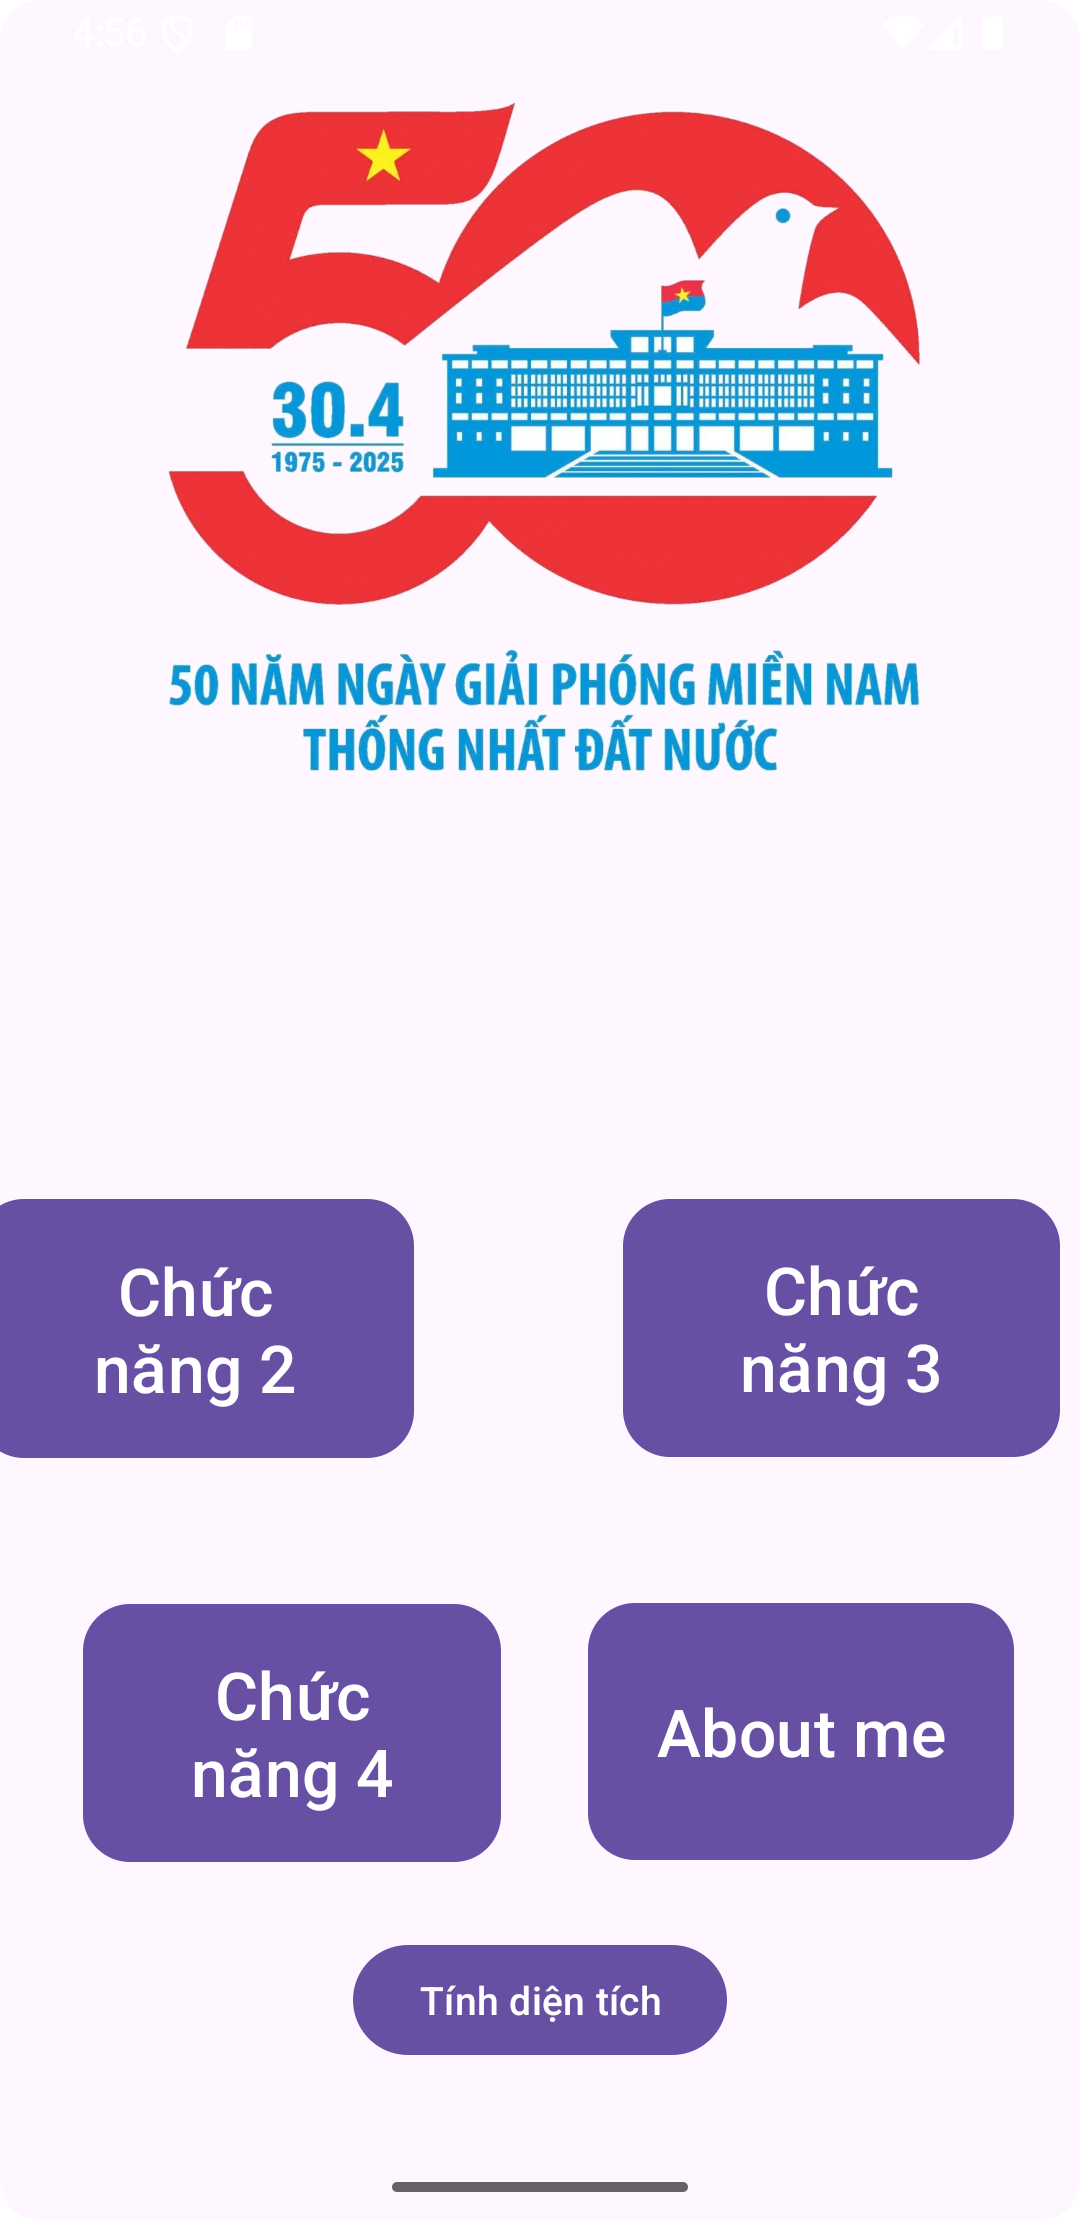 4:56
30.4
1975 - 2025
50 NĂM NGÀY GIẢI PHÓNG MIỀN NAM
THỐNG NHẤT ĐẤT NƯỚC
Chức
năng 2
Chức
năng 3
Chức
năng 4
About me
Tính diện tích